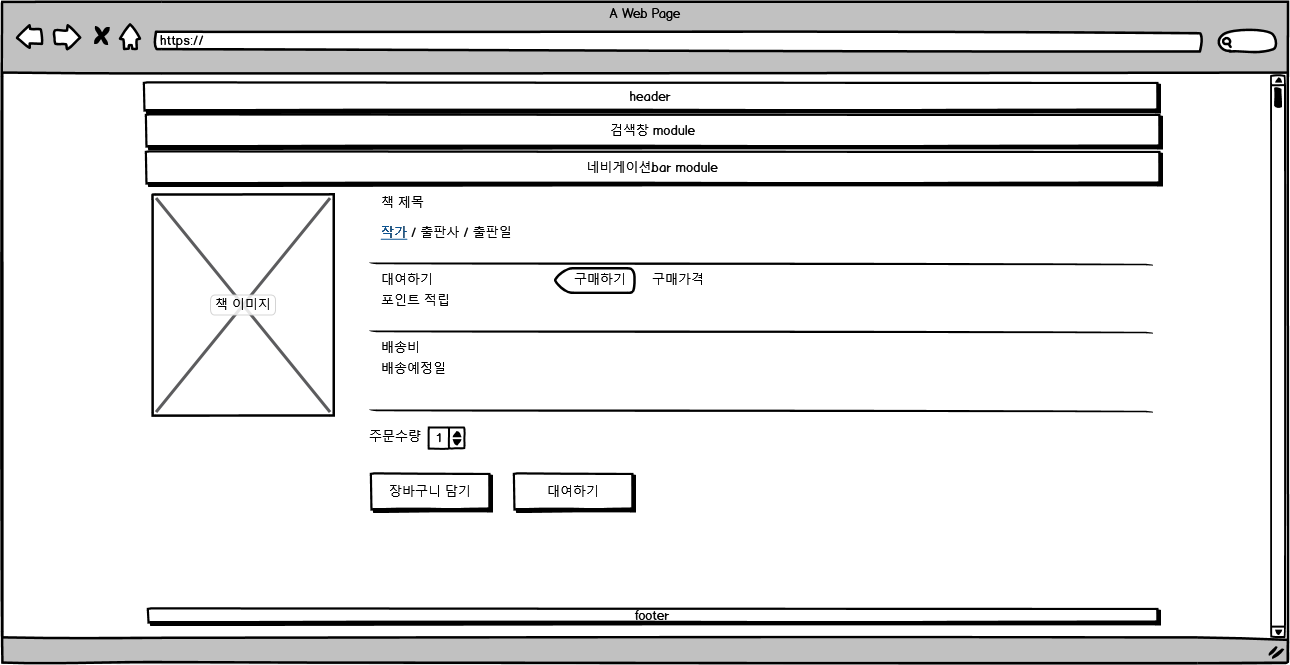 A Web Page
https://
header
검색창 module
네비게이션bar module
책 이미지
책 제목
작가 / 출판사 / 출판일
대여하기 구매하기 구매가격
포인트 적립
배송비
배송예정일
주문수량 1
장바구니 담기 대여하기
footer